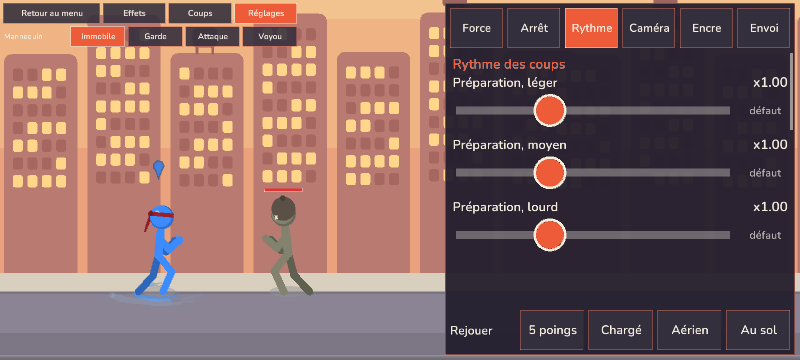 Retour au menu Effets Coups Réglages
Mannequin Immobile Garde Attaque Voyou
Force Arrêt Rythme Caméra Encre Envoi
Rythme des coups
Préparation, léger x1.00
défaut
Préparation, moyen x1.00
défaut
Préparation, lourd x1.00
défaut
Rejouer 5 poings Chargé Aérien Au sol